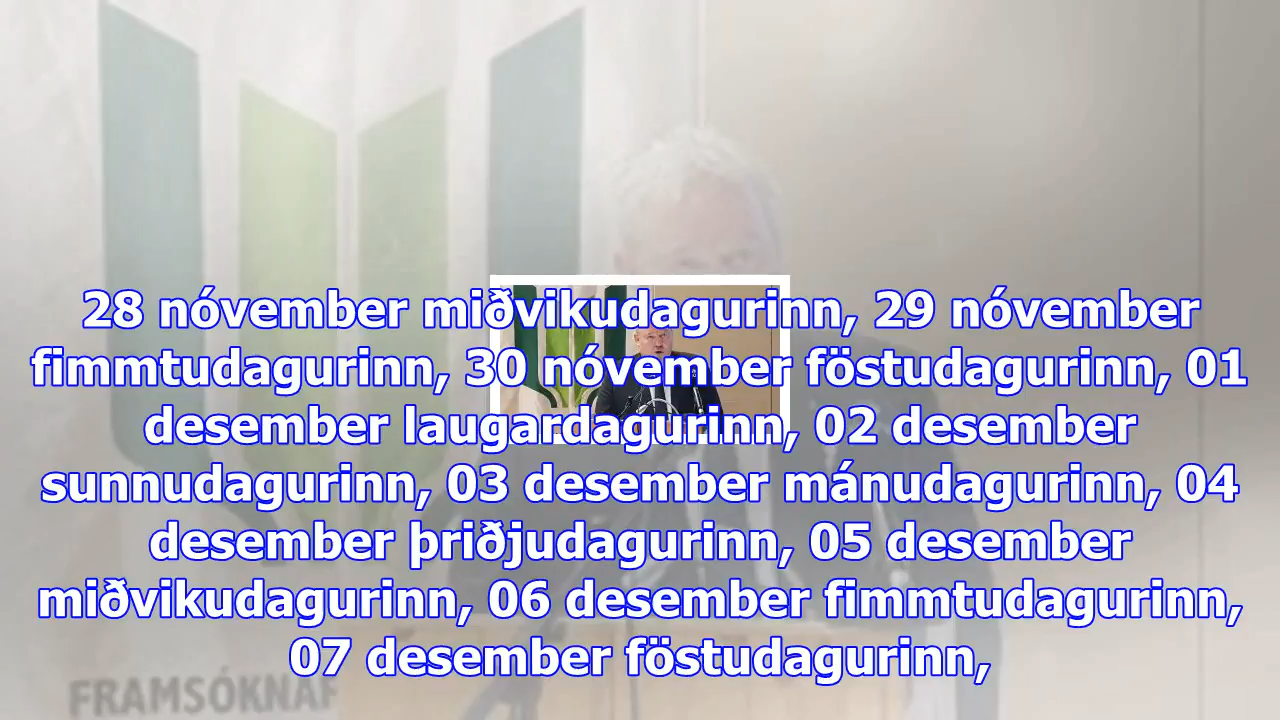 28 nóvember miðvikudagurinn, 29 nóvember
fimmtudagurinn, 30 nóvember föstudagurinn, 01
desember laugardagurinn, 02 desember
sunnudagurinn, 03 desember mánudagurinn, 04
desember þriðjudagurinn, 05 desember
miðvikudagurinn, 06 desember fimmtudagurinn,
07 desember föstudagurinn,
FRAMSÓKNAR